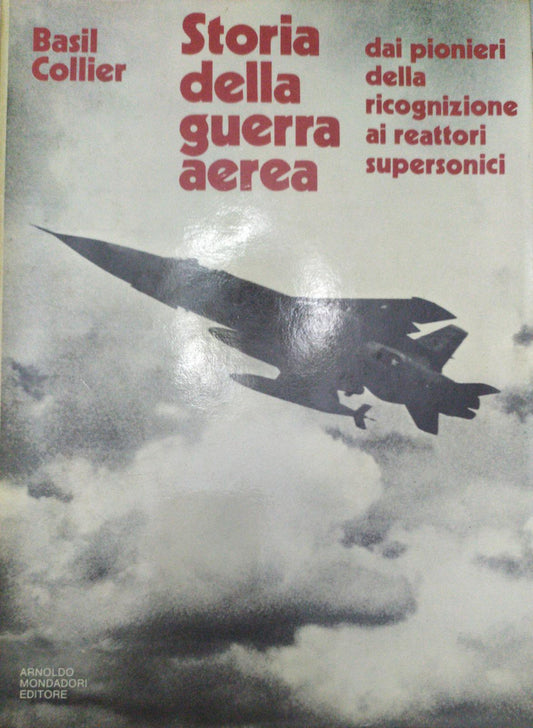 Basil
Collier
Storia
della
guerra
aerea
dai pionieri
della
ricognizione
ai reattori
supersonici
ARNOLDO
MONDADORI
EDITORE